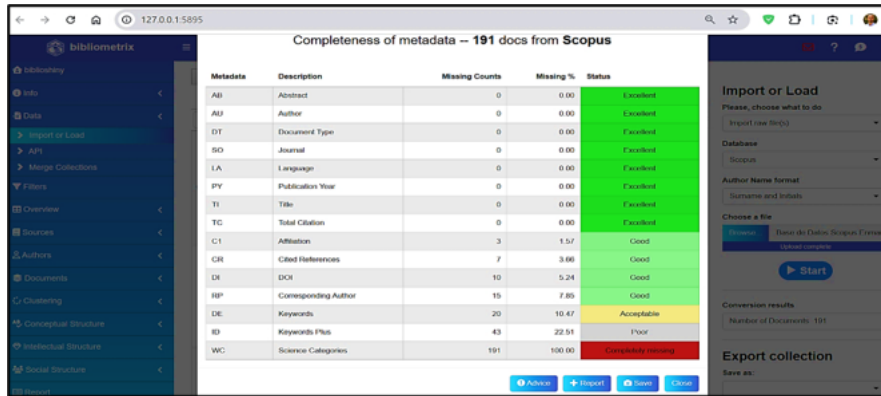 127.0.0.1:5895
bibliometrix
Completeness of metadata -- 191 docs from Scopus
Metadata Description Missing Counts Missing % Status
AB Abstract 0 0.00 Excellent
AU Author 0 0.00 Excellent
DT Document Type 0 0.00 Excellent
SO Journal 0 0.00 Excellent
LA Language 0 0.00 Excellent
PY Publication Year 0 0.00 Excellent
TI Title 0 0.00 Excellent
TC Total Citation 0 0.00 Excellent
C1 Affiliation 3 1.57 Good
CR Cited References 7 3.66 Good
DI DOI 10 5.24 Good
RP Corresponding Author 15 7.85 Good
DE Keywords 20 10.47 Acceptable
ID Keywords Plus 43 22.51 Poor
WC Science Categories 191 100.00 Completely missing
Advice Report Save Close
biblioshiny
Info
Data
Import or Load
API
Merge Collections
Filters
Overview
Sources
Authors
Documents
Clustering
Conceptual Structure
Intellectual Structure
Social Structure
Report
Import or Load
Please, choose what to do
Import raw file(s)
Database
Scopus
Author Name format
Surname and Initials
Choose a file
Browse... Base de Datos Scopus
Upload complete
Start
Conversion results
Number of Documents 191
Export collection
Save as: